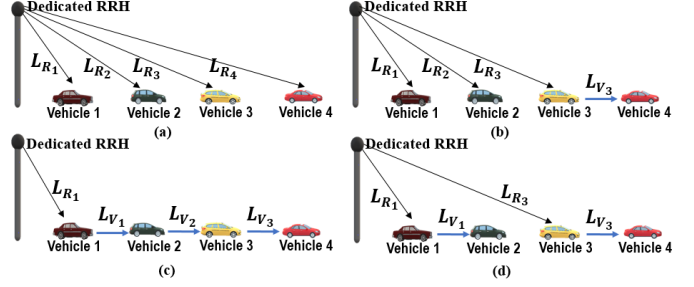 Dedicated RRH
L_{R_1}
L_{R_2}
L_{R_3}
L_{R_4}
Vehicle 1 Vehicle 2 Vehicle 3 Vehicle 4
(a)
Dedicated RRH
L_{R_1}
L_{R_2}
L_{R_3}
L_{V_3}
Vehicle 1 Vehicle 2 Vehicle 3 Vehicle 4
(b)
Dedicated RRH
L_{R_1}
L_{V_1}
L_{V_2}
L_{V_3}
Vehicle 1 Vehicle 2 Vehicle 3 Vehicle 4
(c)
Dedicated RRH
L_{R_1}
L_{V_1}
L_{R_3}
L_{V_3}
Vehicle 1 Vehicle 2 Vehicle 3 Vehicle 4
(d)